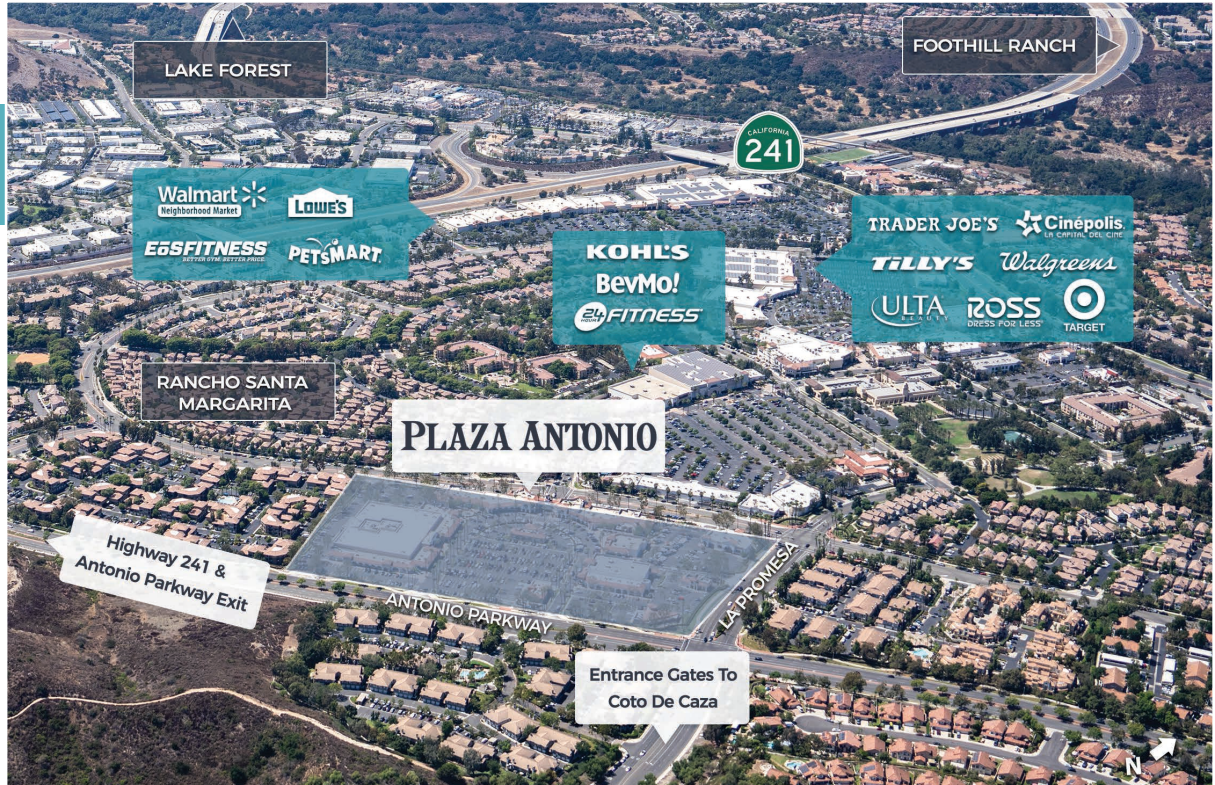 LAKE FOREST
FOOTHILL RANCH
CALIFORNIA
241
Walmart
Neighborhood Market
LOWE'S
EōSFITNESS
BETTER GYM. BETTER PRICE.
PETSMART
KOHL'S
BevMo!
24 HOUR FITNESS
TRADER JOE'S
Cinépolis
LA CAPITAL DEL CINE
TILLY'S
Walgreens
ULTA
BEAUTY
ROSS
DRESS FOR LESS
TARGET
RANCHO SANTA
MARGARITA
PLAZA ANTONIO
Highway 241 &
Antonio Parkway Exit
ANTONIO PARKWAY
LA PROMESA
Entrance Gates To
Coto De Caza
N